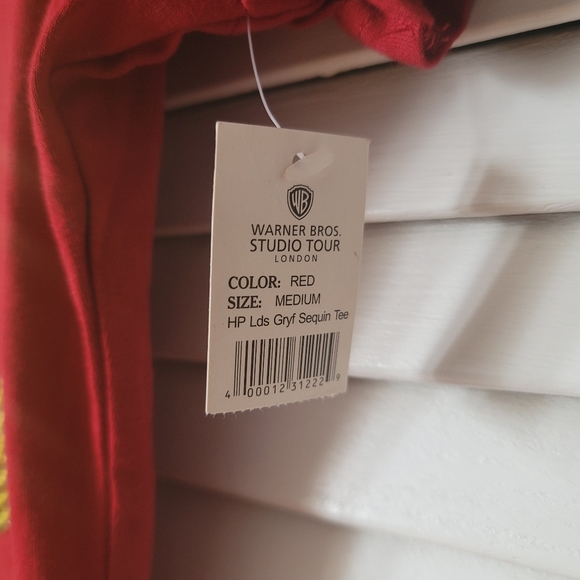 WB
WARNER BROS.
STUDIO TOUR
LONDON
COLOR: RED
SIZE: MEDIUM
HP Lds Gryf Sequin Tee
4 00012 31222 9